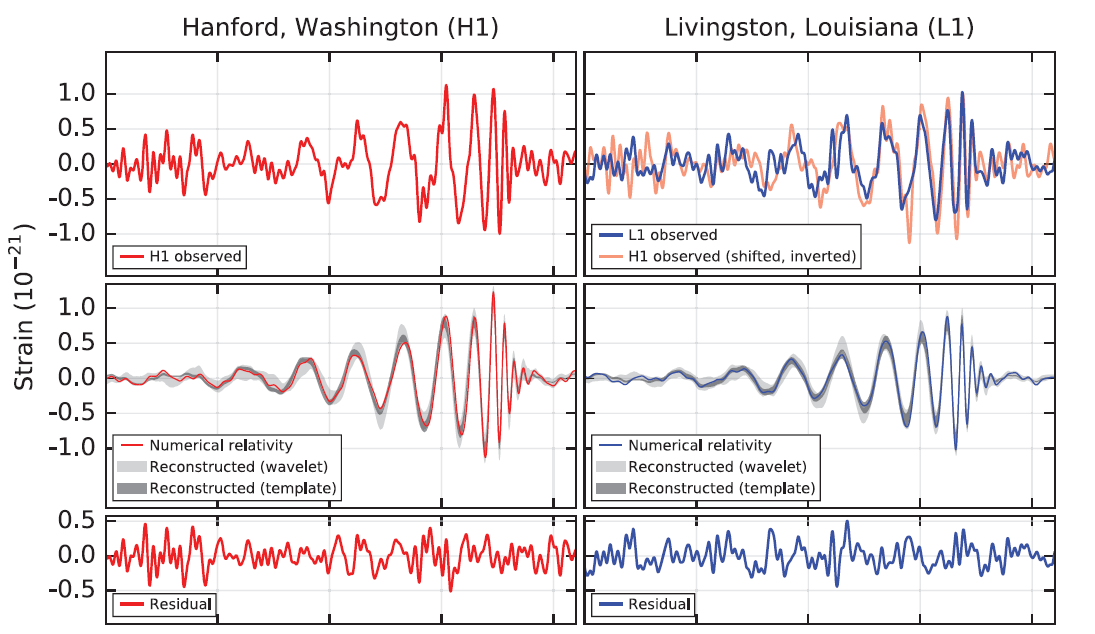 Hanford, Washington (H1)
Livingston, Louisiana (L1)
Strain (10⁻²¹)
1.0
0.5
0.0
-0.5
-1.0
H1 observed
L1 observed
H1 observed (shifted, inverted)
1.0
0.5
0.0
-0.5
-1.0
Numerical relativity
Reconstructed (wavelet)
Reconstructed (template)
Numerical relativity
Reconstructed (wavelet)
Reconstructed (template)
0.5
0.0
-0.5
Residual
Residual